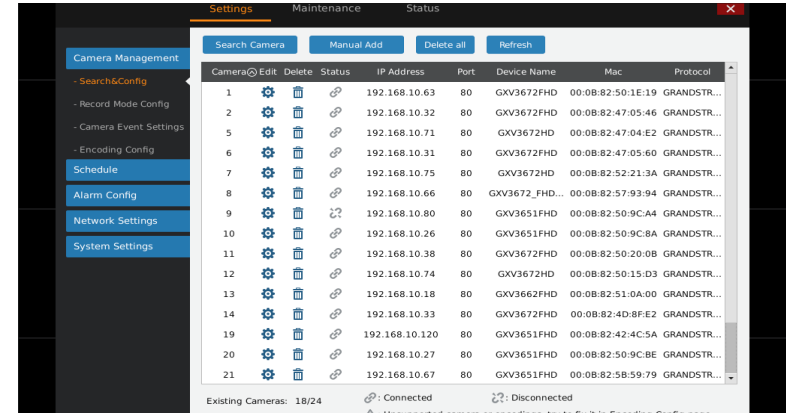 Settings Maintenance Status
Search Camera Manual Add Delete all Refresh
Camera Management
- Search&Config
- Record Mode Config
- Camera Event Settings
- Encoding Config
Schedule
Alarm Config
Network Settings
System Settings
Camera Edit Delete Status IP Address Port Device Name Mac Protocol
1 192.168.10.63 80 GXV3672FHD 00:0B:82:50:1E:19 GRANDSTR...
2 192.168.10.32 80 GXV3672FHD 00:0B:82:47:05:46 GRANDSTR...
5 192.168.10.71 80 GXV3672HD 00:0B:82:47:04:E2 GRANDSTR...
6 192.168.10.31 80 GXV3672FHD 00:0B:82:47:05:60 GRANDSTR...
7 192.168.10.75 80 GXV3672HD 00:0B:82:52:21:3A GRANDSTR...
8 192.168.10.66 80 GXV3672_FHD... 00:0B:82:57:93:94 GRANDSTR...
9 192.168.10.80 80 GXV3651FHD 00:0B:82:50:9C:A4 GRANDSTR...
10 192.168.10.26 80 GXV3651FHD 00:0B:82:50:9C:8A GRANDSTR...
11 192.168.10.38 80 GXV3672FHD 00:0B:82:50:20:0B GRANDSTR...
12 192.168.10.74 80 GXV3672HD 00:0B:82:50:15:D3 GRANDSTR...
13 192.168.10.18 80 GXV3662FHD 00:0B:82:51:0A:00 GRANDSTR...
14 192.168.10.33 80 GXV3672FHD 00:0B:82:4D:8F:E2 GRANDSTR...
19 192.168.10.120 80 GXV3651FHD 00:0B:82:42:4C:5A GRANDSTR...
20 192.168.10.27 80 GXV3651FHD 00:0B:82:50:9C:BE GRANDSTR...
21 192.168.10.67 80 GXV3651FHD 00:0B:82:5B:59:79 GRANDSTR...
Existing Cameras: 18/24 : Connected : Disconnected